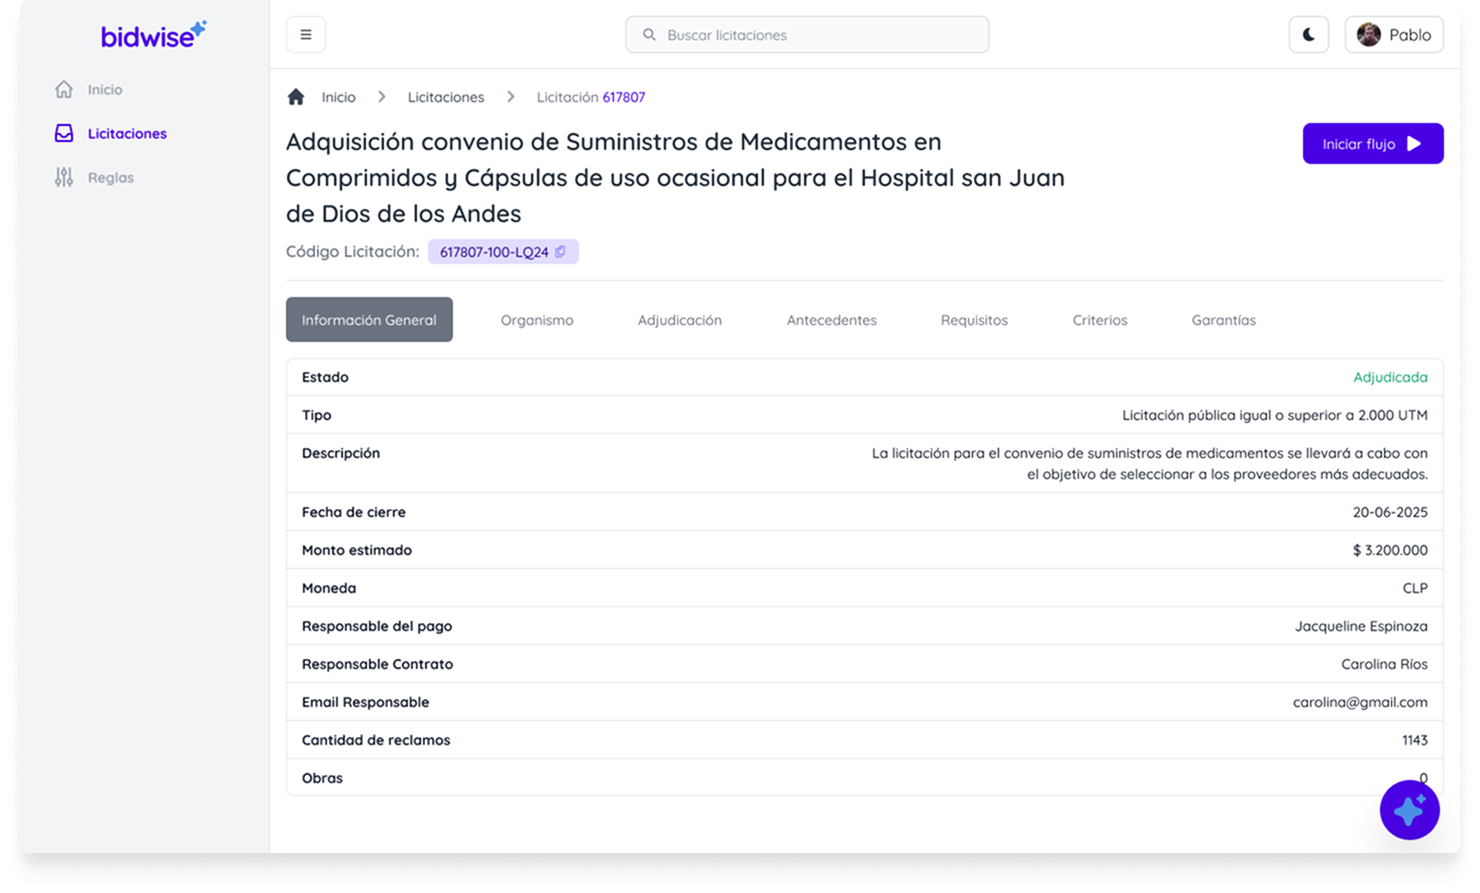 bidwise
Buscar licitaciones
Pablo
Inicio
Licitaciones
Reglas
Inicio > Licitaciones > Licitación 617807
Adquisición convenio de Suministros de Medicamentos en
Comprimidos y Cápsulas de uso ocasional para el Hospital san Juan
de Dios de los Andes
Iniciar flujo
Código Licitación: 617807-100-LQ24
Información General Organismo Adjudicación Antecedentes Requisitos Criterios Garantías
Estado Adjudicada
Tipo Licitación pública igual o superior a 2.000 UTM
Descripción La licitación para el convenio de suministros de medicamentos se llevará a cabo con
el objetivo de seleccionar a los proveedores más adecuados.
Fecha de cierre 20-06-2025
Monto estimado $ 3.200.000
Moneda CLP
Responsable del pago Jacqueline Espinoza
Responsable Contrato Carolina Ríos
Email Responsable carolina@gmail.com
Cantidad de reclamos 1143
Obras 0